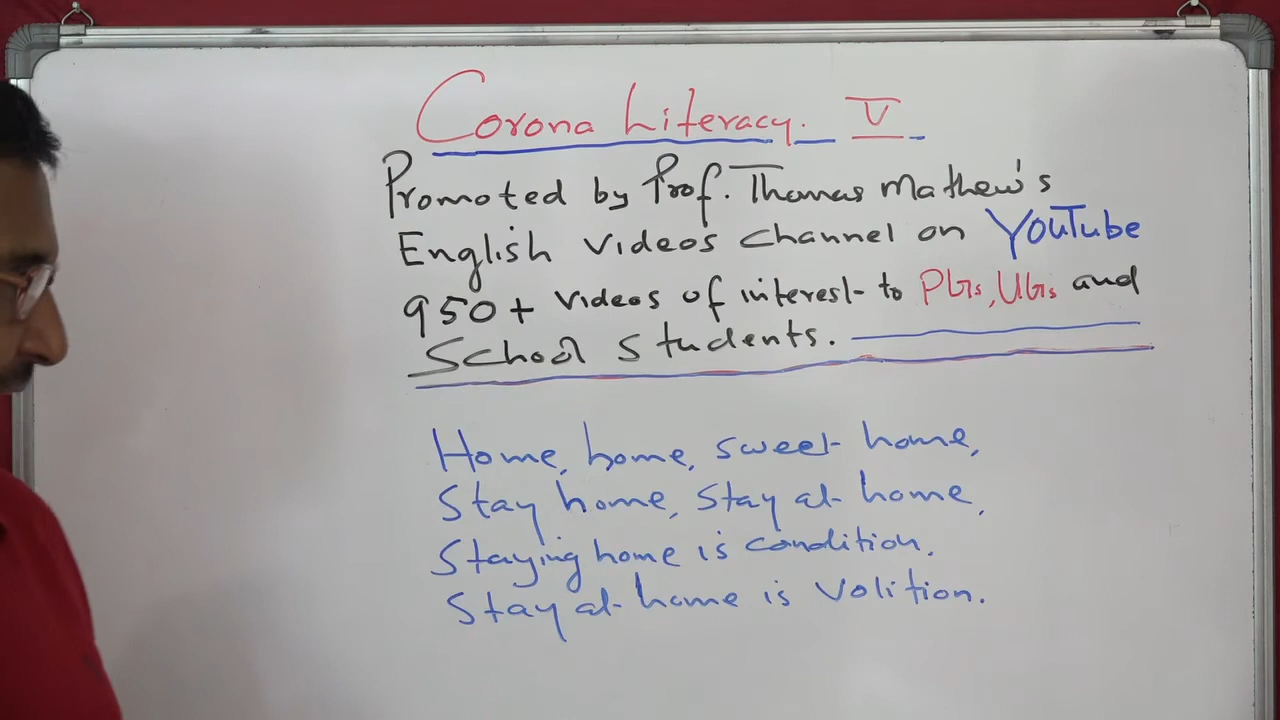 Corona Literacy. V
Promoted by Prof. Thomas Mathew's
English Videos channel on YouTube
950+ Videos of interest to PGs, UGs and
School Students.
Home, home, sweet home,
Stay home, Stay at home,
Staying home is condition.
Stay at home is Volition.